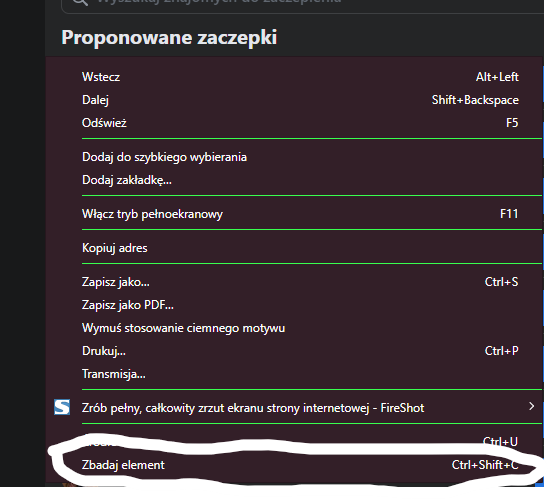 Wyszukaj znajomych do zaczepienia
Proponowane zaczepki
Wstecz Alt+Left
Dalej Shift+Backspace
Odśwież F5
Dodaj do szybkiego wybierania
Dodaj zakładkę...
Włącz tryb pełnoekranowy F11
Kopiuj adres
Zapisz jako... Ctrl+S
Zapisz jako PDF...
Wymuś stosowanie ciemnego motywu
Drukuj... Ctrl+P
Transmisja...
Zrób pełny, całkowity zrzut ekranu strony internetowej - FireShot
Ctrl+U
Zbadaj element Ctrl+Shift+C